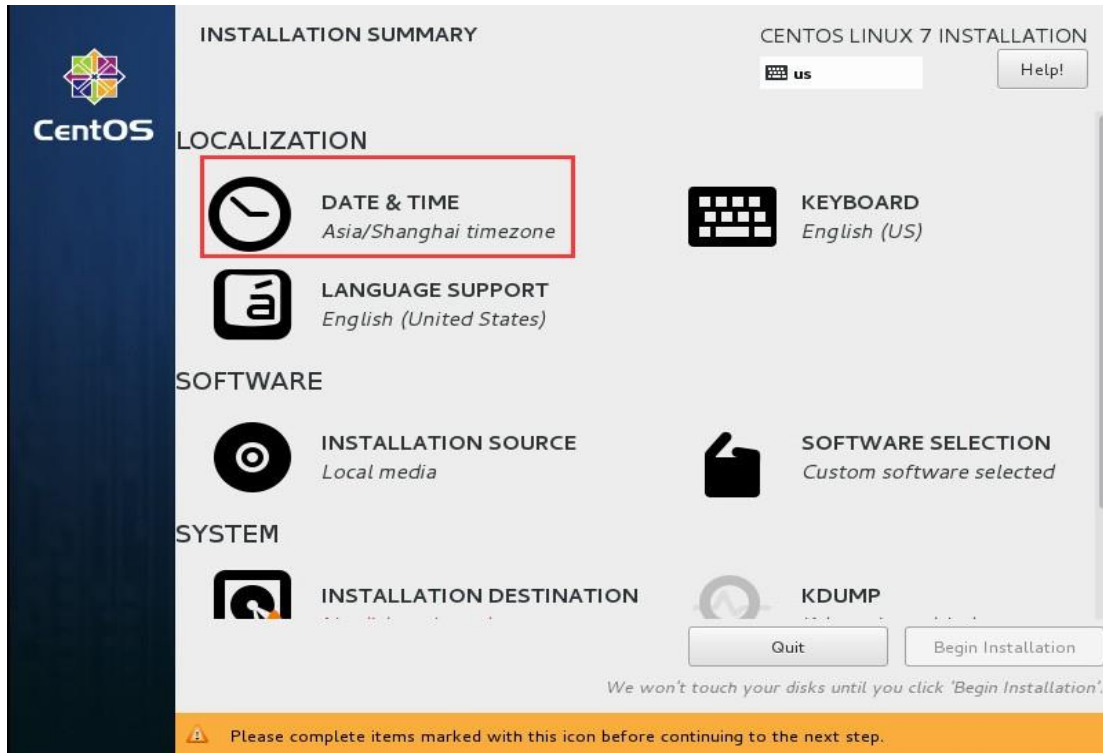 INSTALLATION SUMMARY
CENTOS LINUX 7 INSTALLATION
us
Help!
CentOS
LOCALIZATION
DATE & TIME
Asia/Shanghai timezone
KEYBOARD
English (US)
á
LANGUAGE SUPPORT
English (United States)
SOFTWARE
INSTALLATION SOURCE
Local media
SOFTWARE SELECTION
Custom software selected
SYSTEM
INSTALLATION DESTINATION
KDUMP
Quit
Begin Installation
We won't touch your disks until you click 'Begin Installation'.
Please complete items marked with this icon before continuing to the next step.